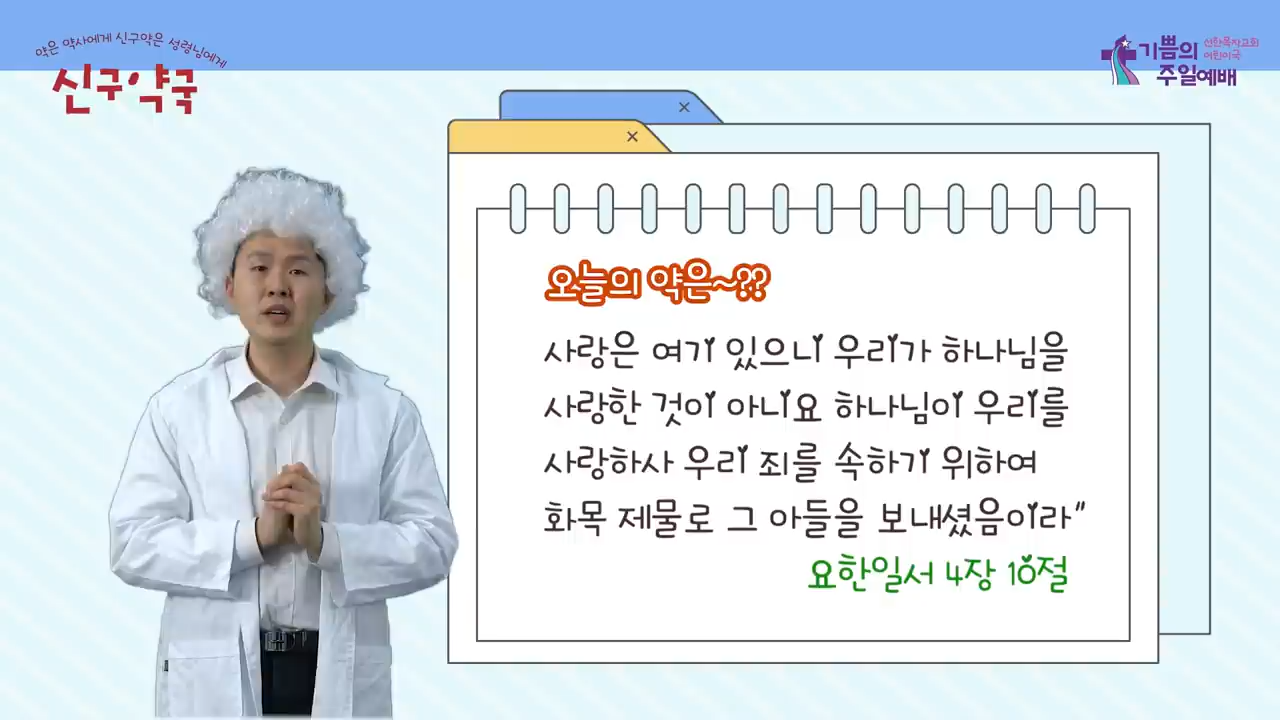 약은 약사에게 신구약은 성령님에게
신구약국
기쁨의
주일예배
선한목자교회
어린이국
오늘의 약은~??
사랑은 여기 있으니 우리가 하나님을
사랑한 것이 아니요 하나님이 우리를
사랑하사 우리 죄를 속하기 위하여
화목 제물로 그 아들을 보내셨음이라"
요한일서 4장 10절